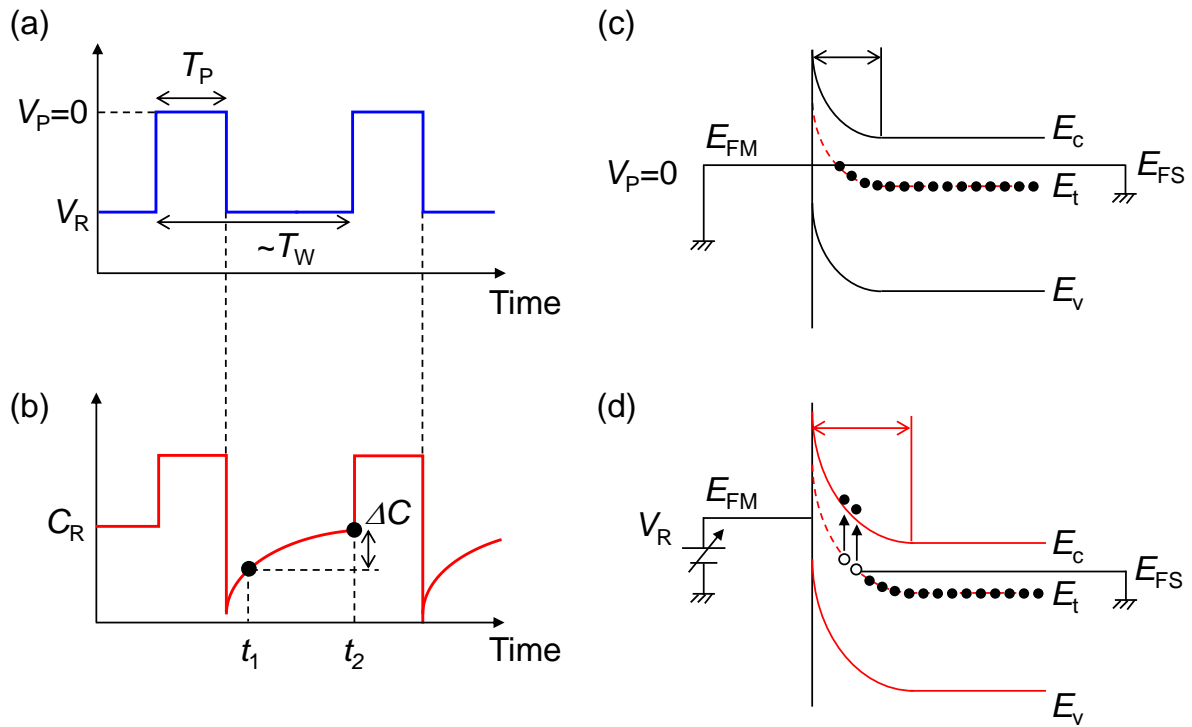 (a)
T_P
V_P=0
V_R
~T_W
Time
(b)
C_R
ΔC
t_1
t_2
Time
(c)
E_FM
E_c
V_P=0
E_FS
E_t
E_v
(d)
E_FM
V_R
E_c
E_FS
E_t
E_v